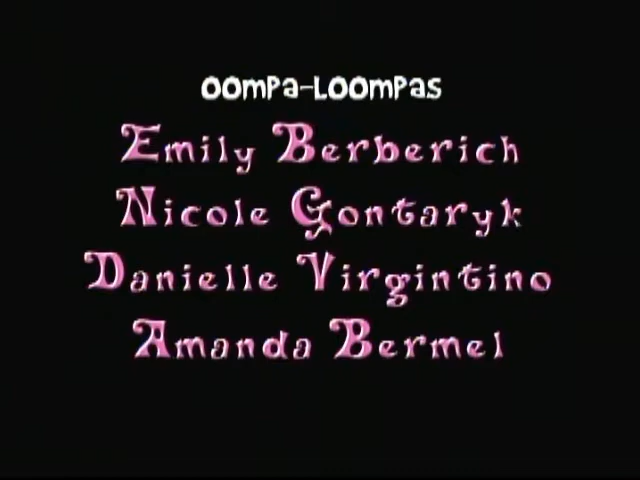 OOmPa-LOOmPas
Emily Berberich
Nicole Gontaryk
Danielle Virgintino
Amanda Bermel